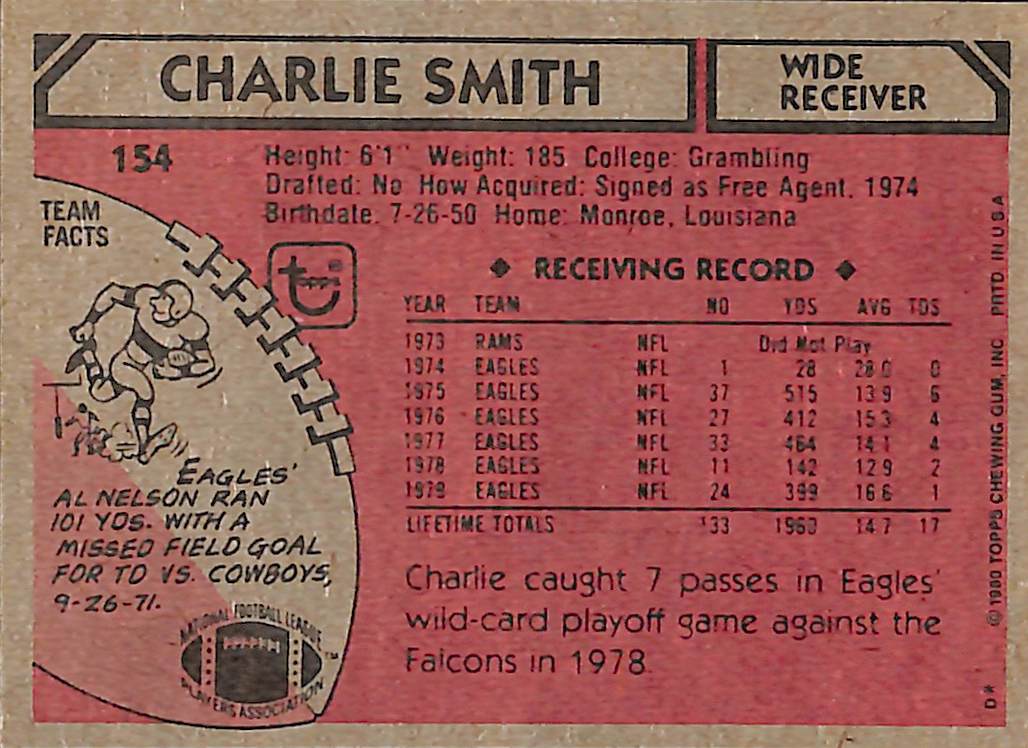 CHARLIE SMITH
WIDE
RECEIVER
154
Height: 6'1" Weight: 185 College: Grambling
Drafted: No How Acquired: Signed as Free Agent, 1974
Birthdate: 7-26-50 Home: Monroe, Louisiana
TEAM
FACTS
topps
◆ RECEIVING RECORD ◆
YEAR TEAM NO YDS AVG TDS
1973 RAMS NFL Did Not Play
1974 EAGLES NFL 1 28 28.0 0
1975 EAGLES NFL 37 515 13.9 6
1976 EAGLES NFL 27 412 15.3 4
1977 EAGLES NFL 33 464 14.1 4
1978 EAGLES NFL 11 142 12.9 2
1979 EAGLES NFL 24 399 16.6 1
LIFETIME TOTALS 133 1960 14.7 17
EAGLES'
AL NELSON RAN
101 YDS. WITH A
MISSED FIELD GOAL
FOR TD VS. COWBOYS,
9-26-71.
NATIONAL FOOTBALL LEAGUE
PLAYERS ASSOCIATION
TM
Charlie caught 7 passes in Eagles'
wild-card playoff game against the
Falcons in 1978.
D* © 1980 TOPPS CHEWING GUM, INC. PRTD. IN U.S.A.